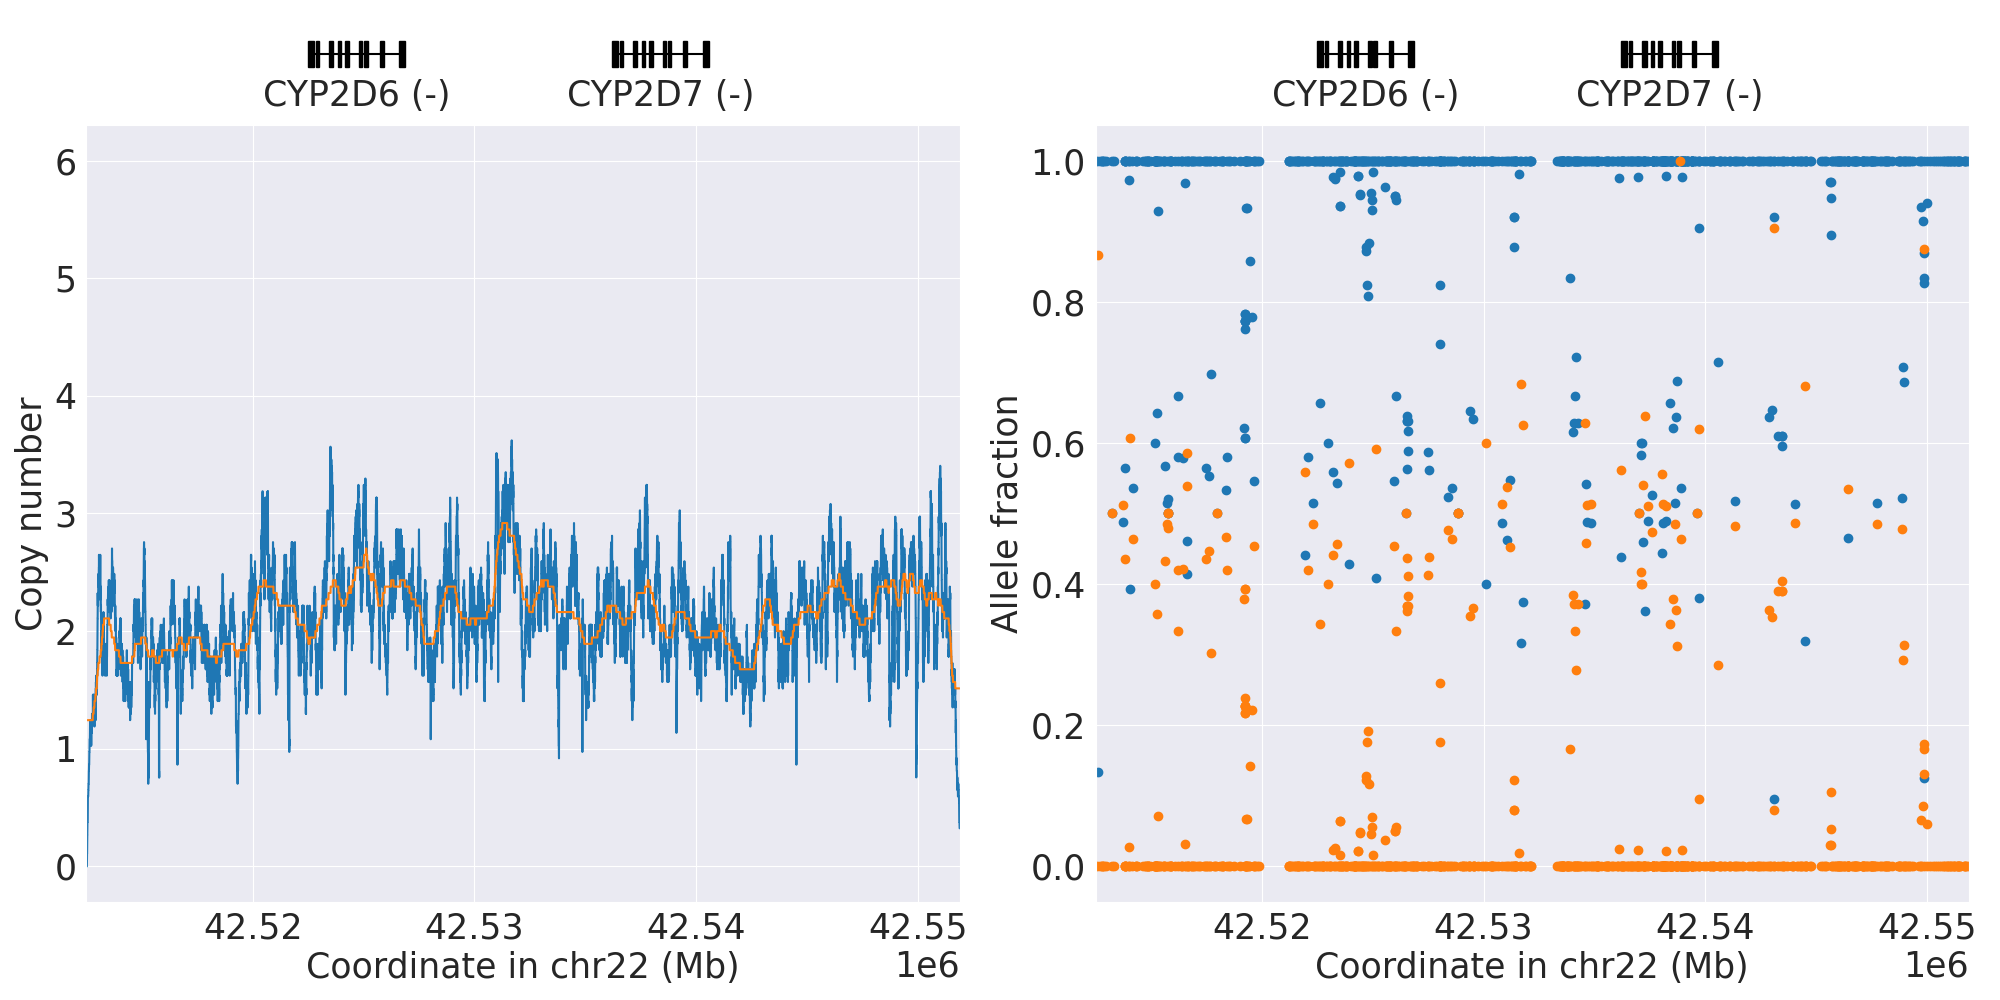 CYP2D6 (-)
CYP2D7 (-)
6
5
4
3
2
1
0
Copy number
42.52
42.53
42.54
42.55
Coordinate in chr22 (Mb)
1e6
CYP2D6 (-)
CYP2D7 (-)
1.0
0.8
0.6
0.4
0.2
0.0
Allele fraction
42.52
42.53
42.54
42.55
Coordinate in chr22 (Mb)
1e6